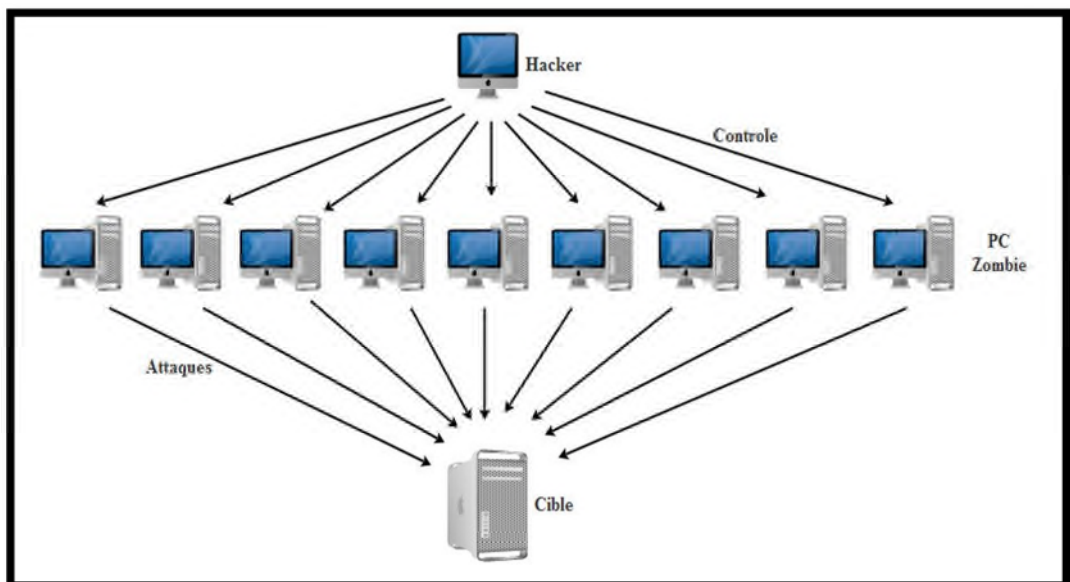 Hacker
Controle
PC
Zombie
Attaques
Cible